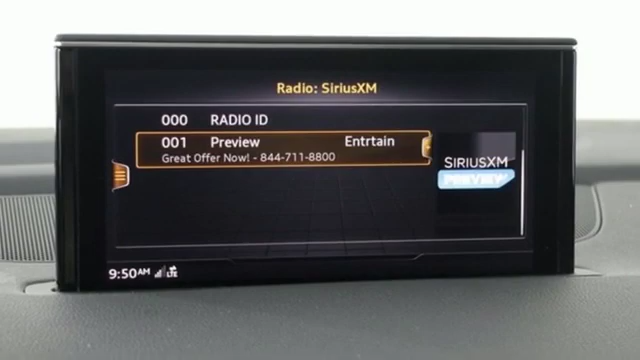 Radio: SiriusXM
000 RADIO ID
001 Preview Entrtain
Great Offer Now! - 844-711-8800
SIRIUSXM
PREVIEW
9:50AM LTE